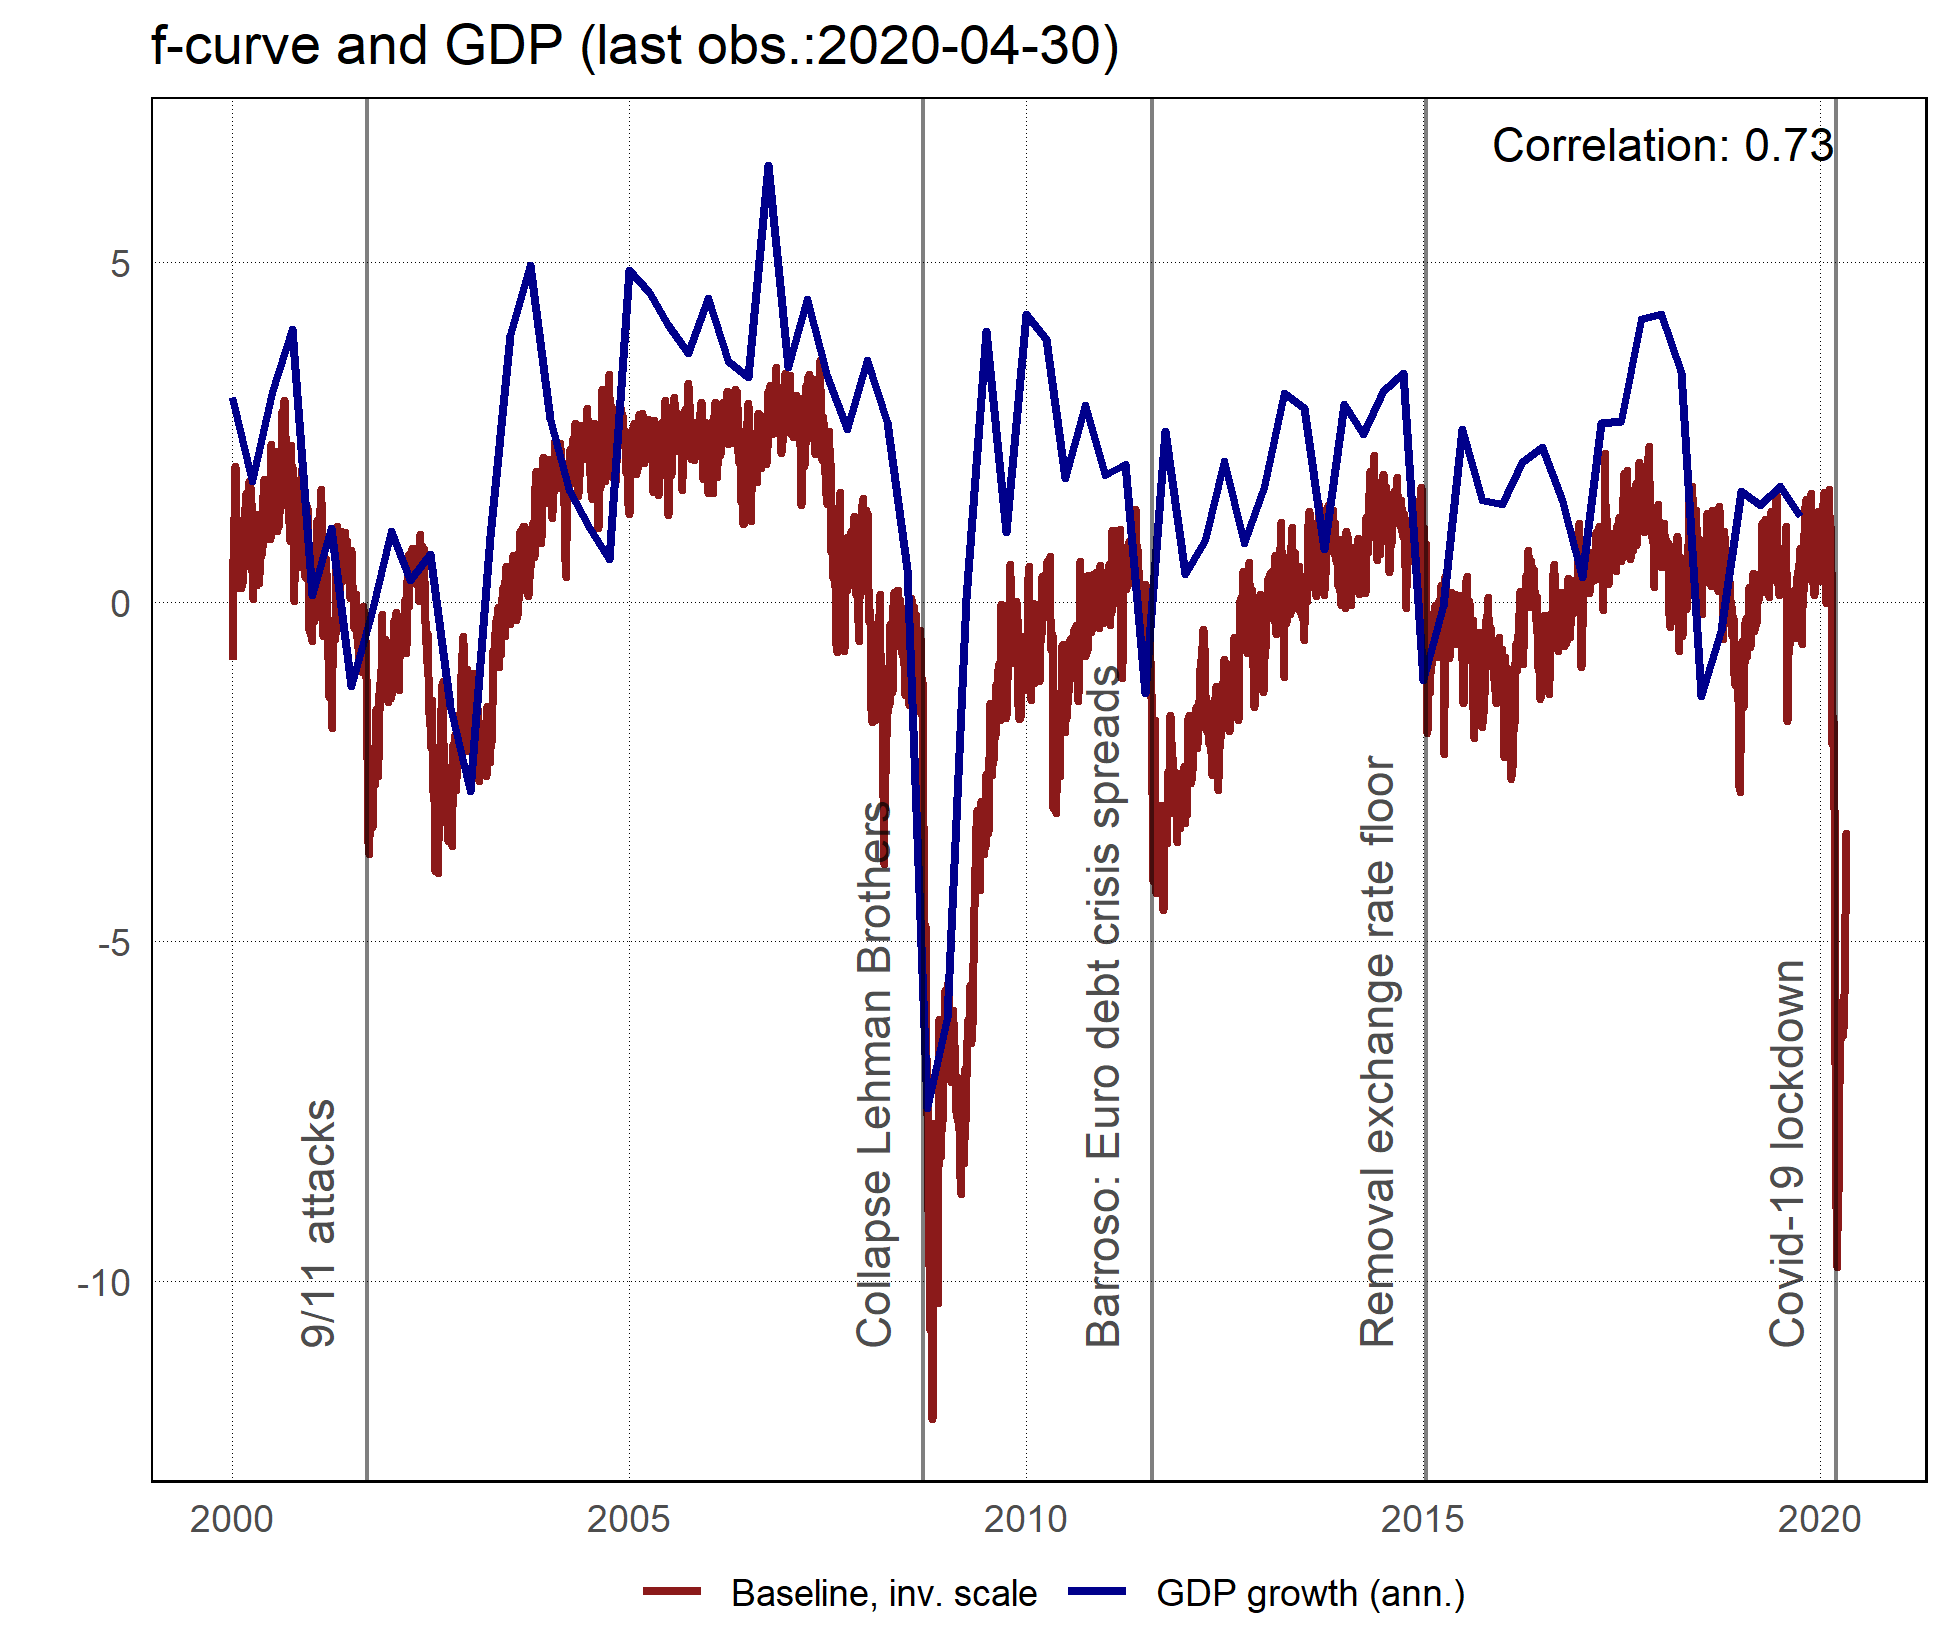 f-curve and GDP (last obs.:2020-04-30)
Correlation: 0.73
5
0
-5
-10
9/11 attacks
Collapse Lehman Brothers
Barroso: Euro debt crisis spreads
Removal exchange rate floor
Covid-19 lockdown
2000 2005 2010 2015 2020
Baseline, inv. scale GDP growth (ann.)